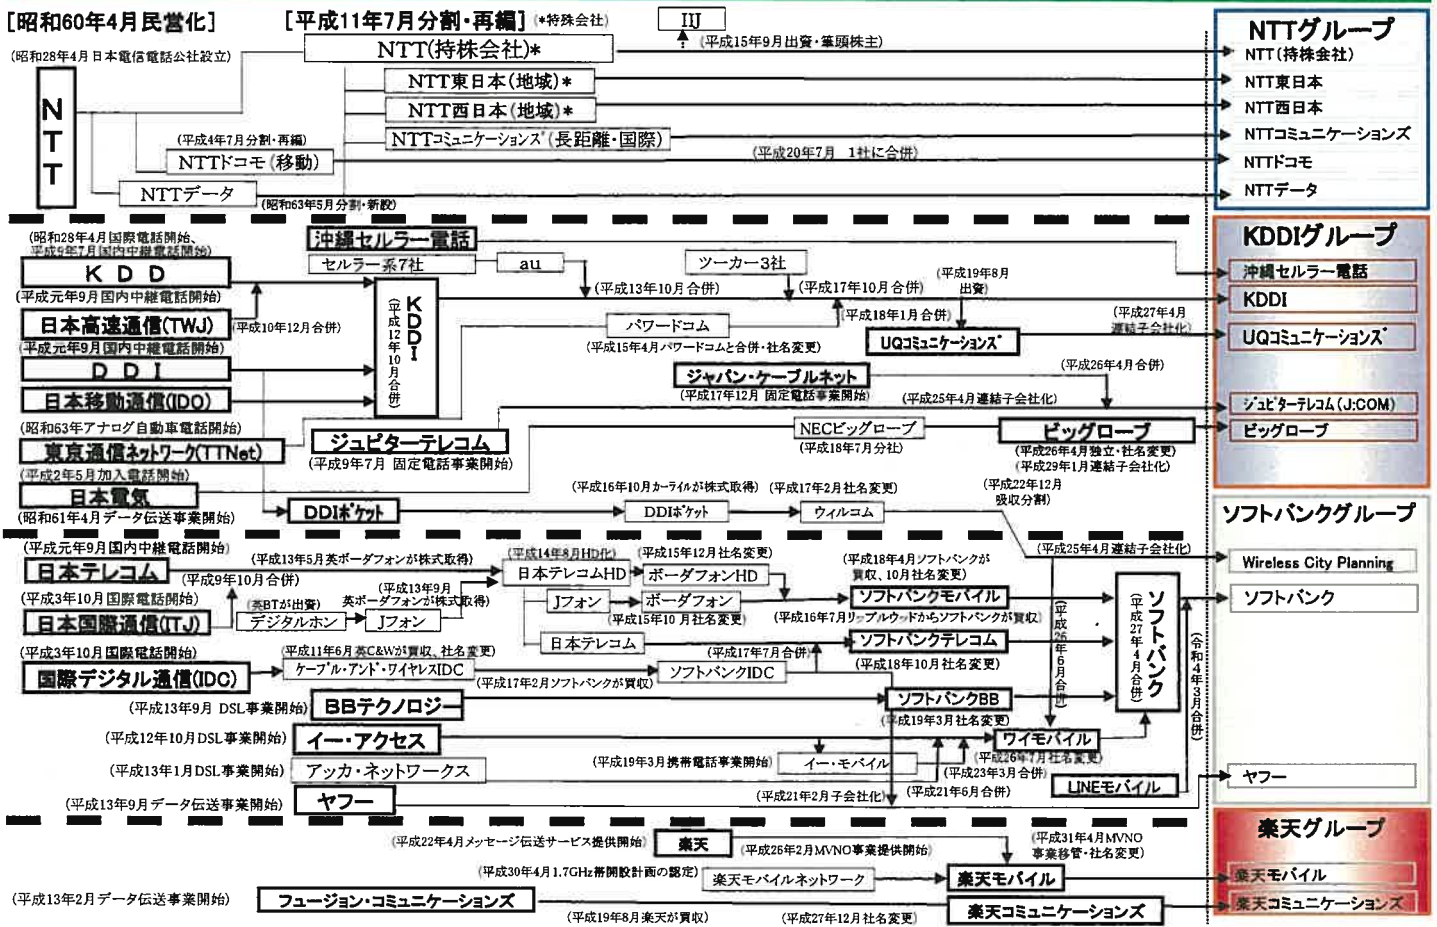 [昭和60年4月民営化]
[平成11年7月分割・再編]
(*特殊会社)
IIJ
(昭和28年4月日本電信電話公社設立)
NTT(持株会社)*
(平成15年9月出資・筆頭株主)
NTT
NTT東日本(地域)*
NTT西日本(地域)*
NTTコミュニケーションズ(長距離・国際)
(平成4年7月分割・再編)
NTTドコモ(移動)
(平成20年7月 1社に合併)
NTTデータ
(昭和63年5月分割・新設)
NTTグループ
NTT(持株会社)
NTT東日本
NTT西日本
NTTコミュニケーションズ
NTTドコモ
NTTデータ
(昭和28年4月国際電話開始、
平成9年7月国内中継電話開始)
KDD
(平成元年9月国内中継電話開始)
日本高速通信(TWJ)
(平成10年12月合併)
(平成元年9月国内中継電話開始)
DDI
日本移動通信(IDO)
(昭和63年アナログ自動車電話開始)
東京通信ネットワーク(TTNet)
(平成2年5月加入電話開始)
日本電気
(昭和61年4月データ伝送事業開始)
沖縄セルラー電話
セルラー系7社
au
ツーカー3社
KDDI
(平成12年10月合併)
(平成13年10月合併)
(平成17年10月合併)
(平成19年8月
出資)
パワードコム
(平成18年1月合併)
(平成15年4月パワードコムと合併・社名変更)
UQコミュニケーションズ
(平成27年4月
連結子会社化)
ジャパン・ケーブルネット
(平成17年12月 固定電話事業開始)
(平成26年4月合併)
(平成25年4月連結子会社化)
ジュピターテレコム
(平成9年7月 固定電話事業開始)
NECビッグローブ
(平成18年7月分社)
ビッグローブ
(平成26年4月独立・社名変更)
(平成29年1月連結子会社化)
(平成22年12月
吸収分割)
DDIポケット
(平成16年10月カーライルが株式取得)
DDIポケット
(平成17年2月社名変更)
ウィルコム
KDDIグループ
沖縄セルラー電話
KDDI
UQコミュニケーションズ
ジュピターテレコム(J:COM)
ビッグローブ
(平成元年9月国内中継電話開始)
日本テレコム
(平成9年10月合併)
(平成3年10月国際電話開始)
日本国際通信(ITJ)
(平成3年10月国際電話開始)
国際デジタル通信(IDC)
(平成13年5月英ボーダフォンが株式取得)
(英BTが出資)
デジタルホン
(平成13年9月
英ボーダフォンが株式取得)
Jフォン
(平成14年8月HD化)
日本テレコムHD
(平成15年12月社名変更)
ボーダフォンHD
Jフォン
ボーダフォン
(平成15年10月社名変更)
日本テレコム
(平成18年4月ソフトバンクが
買収、10月社名変更)
ソフトバンクモバイル
(平成16年7月リップルウッドからソフトバンクが買収)
ソフトバンクテレコム
(平成17年7月合併)
(平成18年10月社名変更)
(平成11年6月英C&Wが買収、社名変更)
ケーブル・アンド・ワイヤレスIDC
(平成17年2月ソフトバンクが買収)
ソフトバンクIDC
(平成13年9月 DSL事業開始)
BBテクノロジー
ソフトバンクBB
(平成19年3月社名変更)
(平成12年10月DSL事業開始)
イー・アクセス
(平成19年3月携帯電話事業開始)
イー・モバイル
ワイモバイル
(平成26年7月社名変更)
(平成23年3月合併)
(平成13年1月DSL事業開始)
アッカ・ネットワークス
(平成21年6月合併)
(平成13年9月データ伝送事業開始)
ヤフー
(平成21年2月子会社化)
LINEモバイル
(平成25年4月連結子会社化)
(平成26年6月合併)
ソフトバンク
(平成27年4月合併)
(令和4年3月合併)
ソフトバンクグループ
Wireless City Planning
ソフトバンク
ヤフー
(平成22年4月メッセージ伝送サービス提供開始)
楽天
(平成26年2月MVNO事業提供開始)
(平成31年4月MVNO
事業移管・社名変更)
(平成30年4月1.7GHz帯開設計画の認定)
楽天モバイルネットワーク
楽天モバイル
(平成13年2月データ伝送事業開始)
フュージョン・コミュニケーションズ
(平成19年8月楽天が買収)
(平成27年12月社名変更)
楽天コミュニケーションズ
楽天グループ
楽天モバイル
楽天コミュニケーションズ